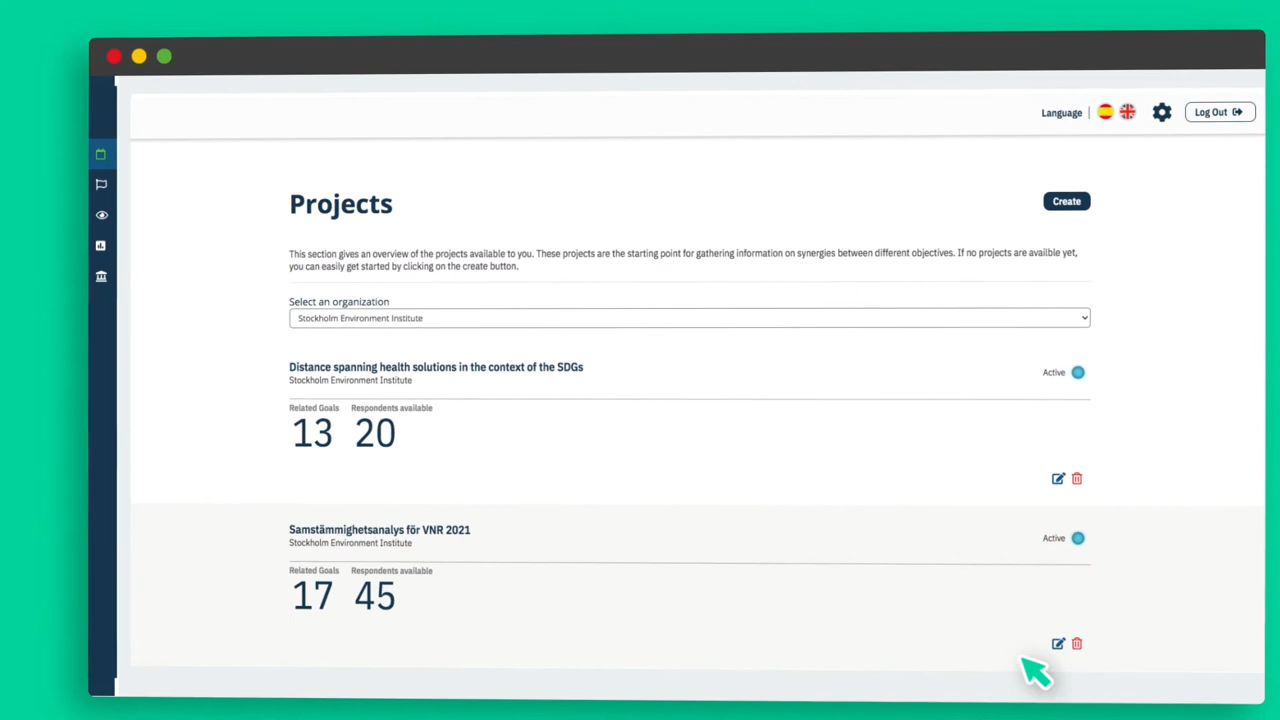 Language |
Log Out
Projects
Create
This section gives an overview of the projects available to you. These projects are the starting point for gathering information on synergies between different objectives. If no projects are availble yet,
you can easily get started by clicking on the create button.
Select an organization
Stockholm Environment Institute
Distance spanning health solutions in the context of the SDGs
Stockholm Environment Institute
Active
Related Goals Respondents available
13 20
Samstämmighetsanalys för VNR 2021
Stockholm Environment Institute
Active
Related Goals Respondents available
17 45